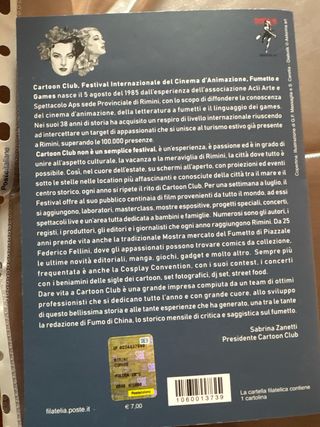 Cartoon Club, Festival Internazionale del Cinema d'Animazione, Fumetto e
Games nasce il 5 agosto del 1985 dall'esperienza dell'associazione Acli Arte e
Spettacolo Aps sede Provinciale di Rimini, con lo scopo di diffondere la conoscenza
del cinema d'animazione, della letteratura a fumetti e il linguaggio dei games.
Nei suoi 38 anni di storia ha acquisito un respiro di livello internazionale riuscendo
ad intercettare un target di appassionati che si unisce al turismo estivo già presente
a Rimini, superando le 100.000 presenze.
Cartoon Club non è un semplice festival, è un'esperienza, è passione ed è in grado di
unire all'aspetto culturale, la vacanza e la meraviglia di Rimini, la città dove tutto è
possibile. Così, nel cuore dell'estate, su schermi all'aperto, con proiezioni ed eventi
sotto le stelle nelle location più affascinanti e conosciute della città tra il mare e il
centro storico, ogni anno si ripete il rito di Cartoon Club. Per una settimana a luglio, il
Festival offre al suo pubblico centinaia di film provenienti da tutto il mondo, ad essi
si aggiungono, laboratori, masterclass, mostre espositive, progetti speciali, concerti,
spettacoli live e un'area tutta dedicata a bambini e famiglie. Numerosi sono gli autori, i
registi, i produttori, gli editori e i giornalisti che ogni anno raggiungono Rimini. Da 25
anni prende vita anche la tradizionale Mostra mercato del Fumetto di Piazzale
Federico Fellini, dove gli appassionati possono trovare comics da collezione,
le ultime novità editoriali, manga, giochi, gadget e molto altro. Sempre più
frequentata è anche la Cosplay Convention, con i suoi contest, i concerti
con i beniamini delle sigle dei cartoon, set fotografici, dj set, street food.
Dare vita a Cartoon Club è una grande impresa compiuta da un team di ottimi
professionisti che si dedicano tutto l'anno e con grande cuore, allo sviluppo
di questo bellissima storia e alle tante esperienze che ha generato, una tra le tante
la redazione di Fumo di China, lo storico mensile di critica e saggistica sul fumetto.
Sabrina Zanetti
Presidente Cartoon Club
filatelia.poste.it
€ 7,00
1060013739
La cartella filatelica contiene
1 cartolina
Posteitaliane